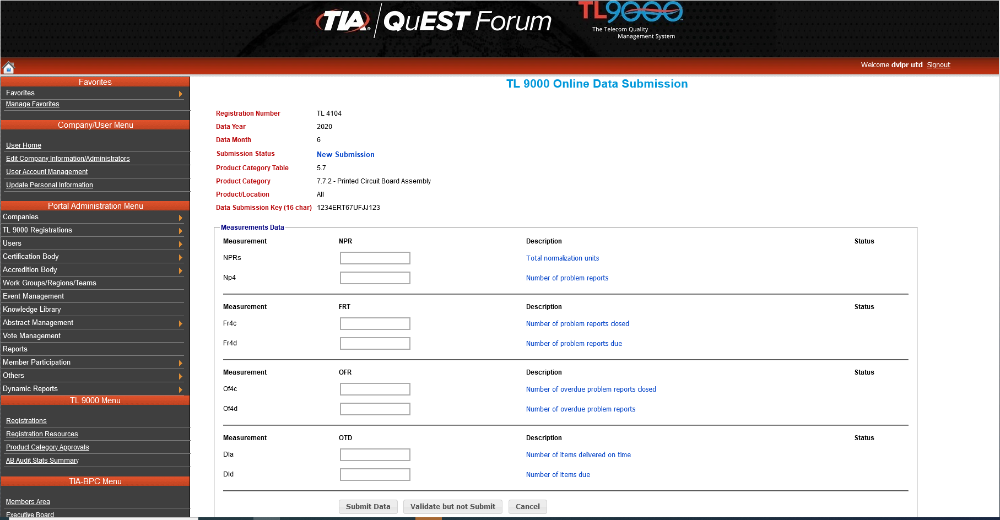 TIA QuEST Forum
TL9000
The Telecom Quality
Management System
Welcome dvlpr utd Signout
Favorites
Favorites
Manage Favorites
Company/User Menu
User Home
Edit Company Information/Administrators
User Account Management
Update Personal Information
Portal Administration Menu
Companies
TL 9000 Registrations
Users
Certification Body
Accredition Body
Work Groups/Regions/Teams
Event Management
Knowledge Library
Abstract Management
Vote Management
Reports
Member Participation
Others
Dynamic Reports
TL 9000 Menu
Registrations
Registration Resources
Product Category Approvals
AB Audit Stats Summary
TIA-BPC Menu
Members Area
Executive Board
TL 9000 Online Data Submission
Registration Number TL 4104
Data Year 2020
Data Month 6
Submission Status New Submission
Product Category Table 5.7
Product Category 7.7.2 - Printed Circuit Board Assembly
Product/Location All
Data Submission Key (16 char) 1234ERT67UFJJ123
Measurements Data
Measurement NPR Description Status
NPRs Total normalization units
Np4 Number of problem reports
Measurement FRT Description Status
Fr4c Number of problem reports closed
Fr4d Number of problem reports due
Measurement OFR Description Status
Of4c Number of overdue problem reports closed
Of4d Number of overdue problem reports
Measurement OTD Description Status
Dla Number of items delivered on time
Dld Number of items due
Submit Data Validate but not Submit Cancel